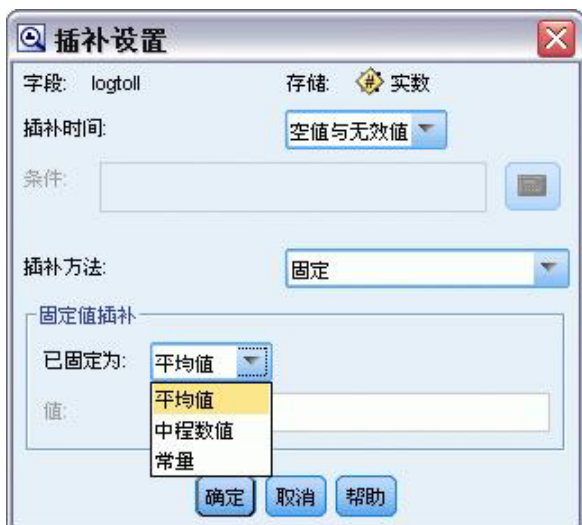 插补设置
字段: logtoll 存储: 实数
插补时间: 空值与无效值
条件:
插补方法: 固定
固定值插补
已固定为: 平均值
平均值
值:
中程数值
常量
确定 取消 帮助